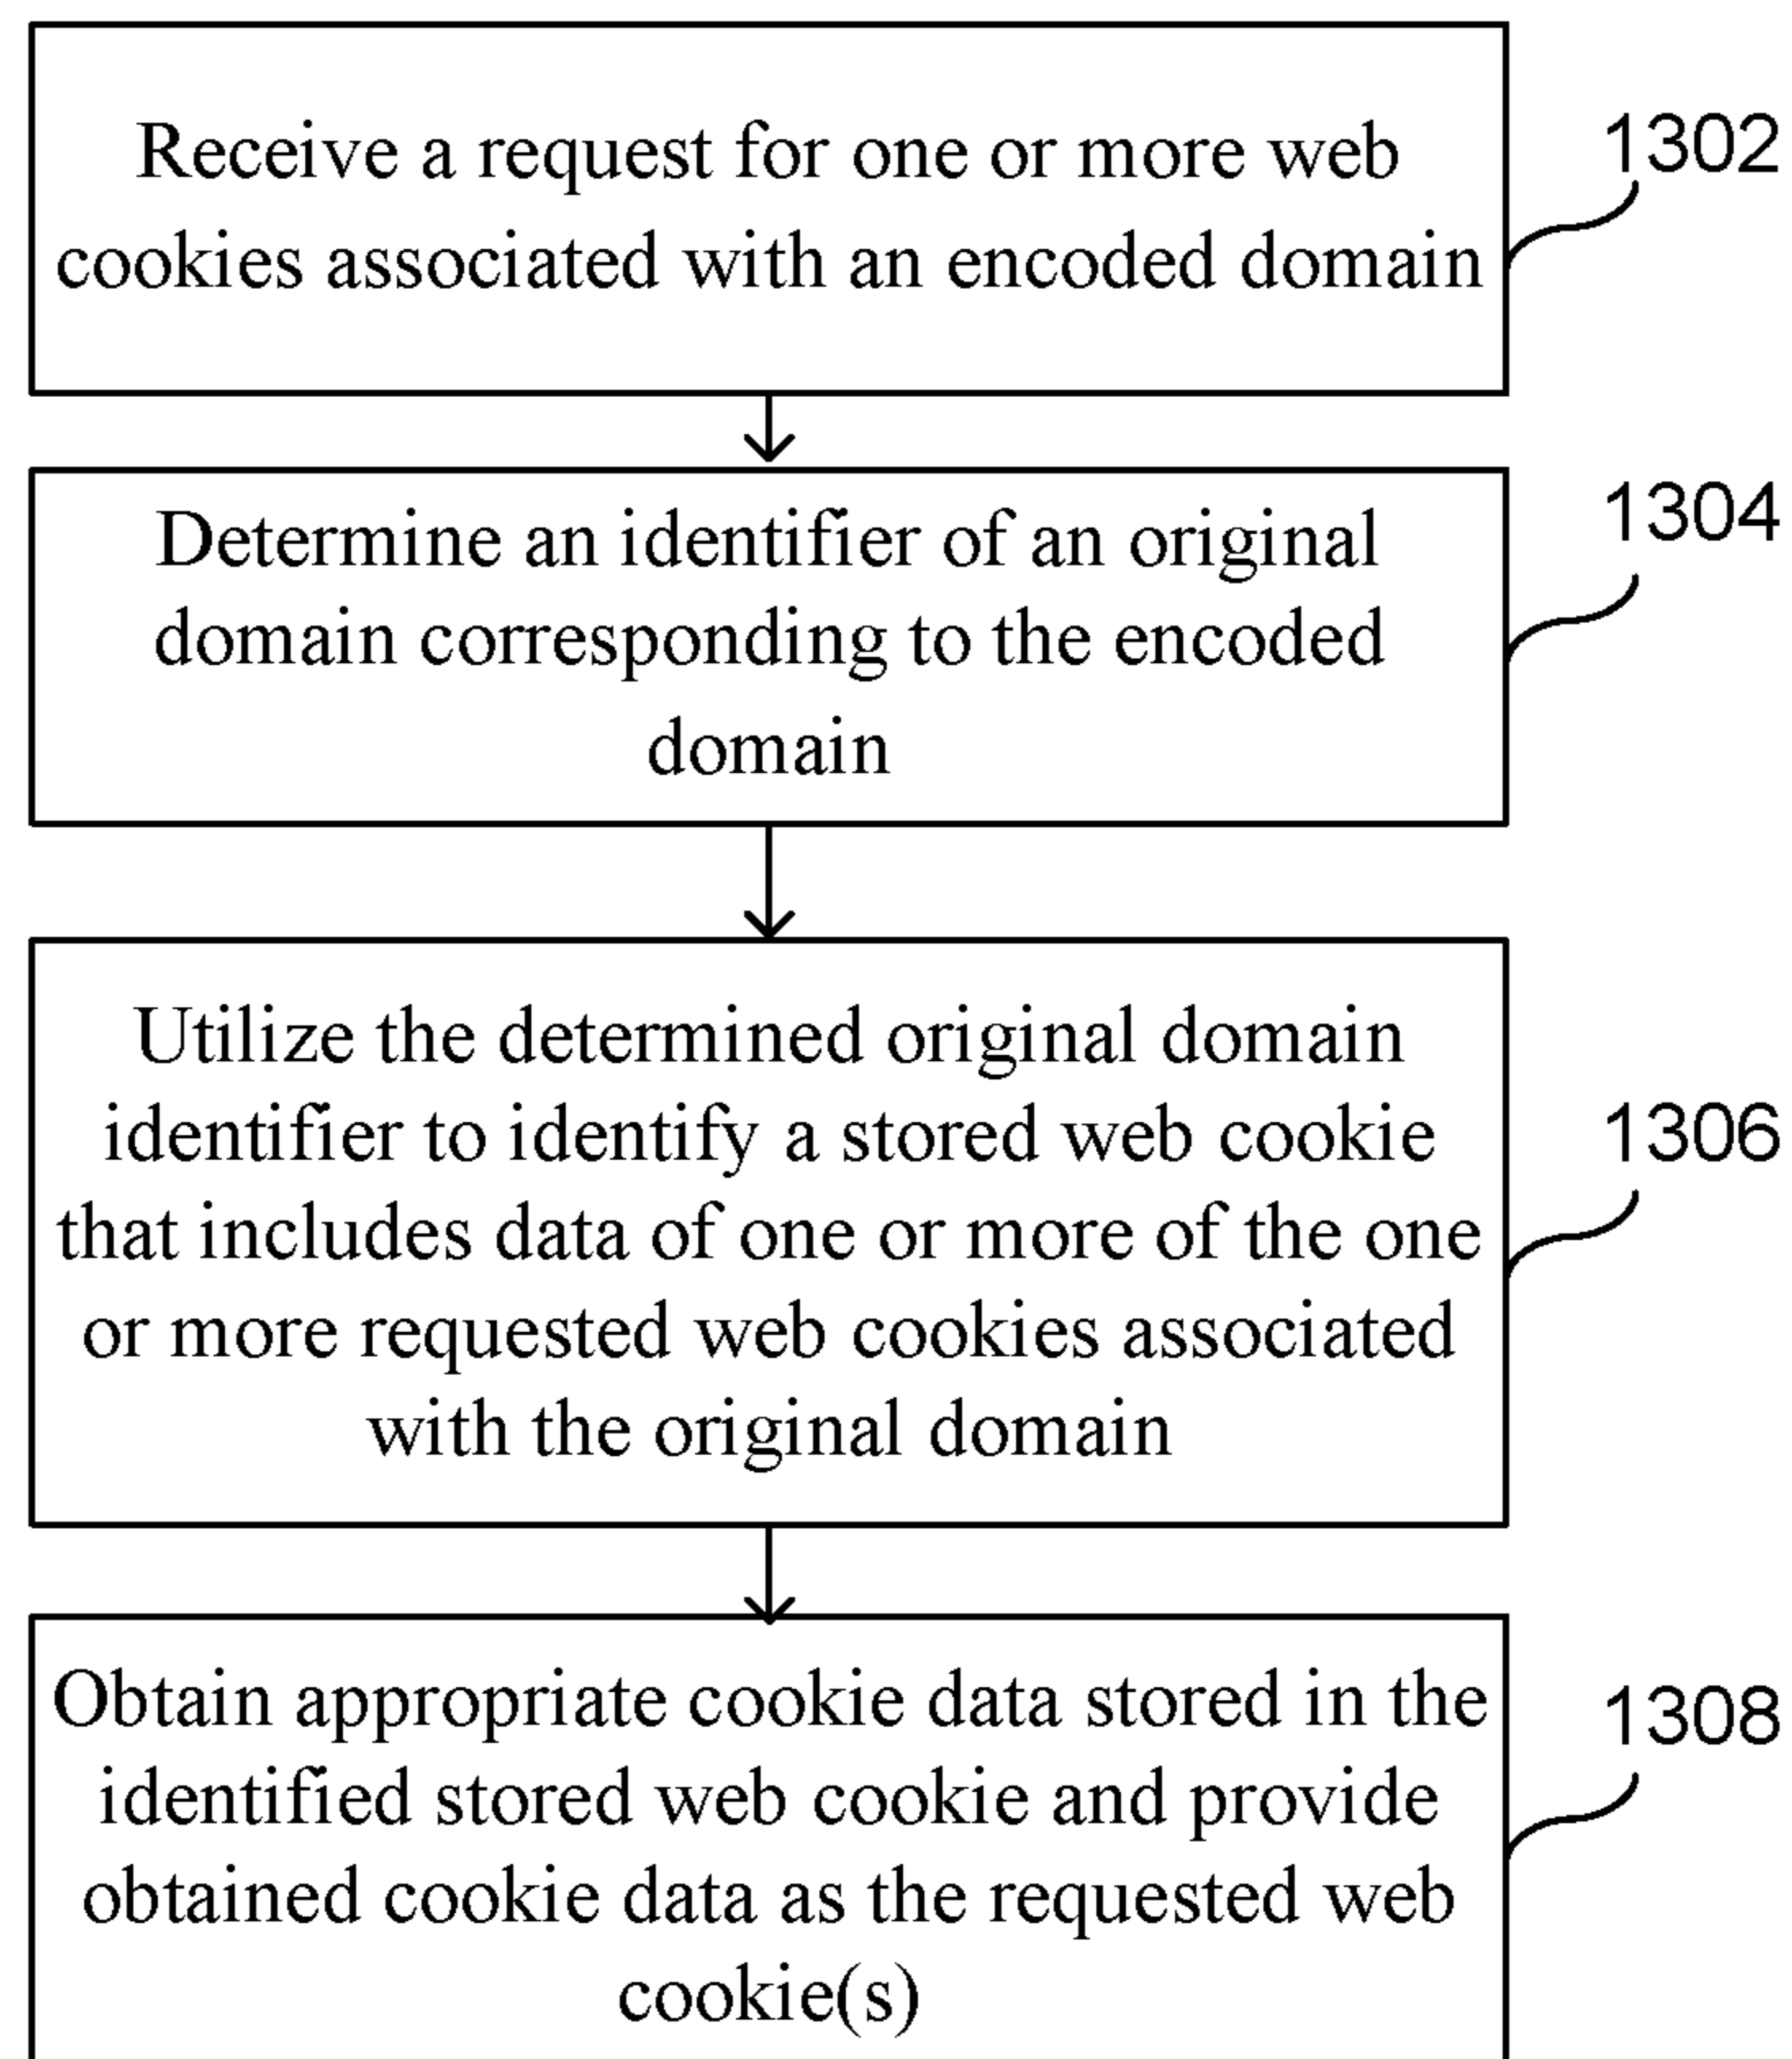 Receive a request for one or more web
cookies associated with an encoded domain
1302
Determine an identifier of an original
domain corresponding to the encoded
domain
1304
Utilize the determined original domain
identifier to identify a stored web cookie
that includes data of one or more of the one
or more requested web cookies associated
with the original domain
1306
Obtain appropriate cookie data stored in the
identified stored web cookie and provide
obtained cookie data as the requested web
cookie(s)
1308